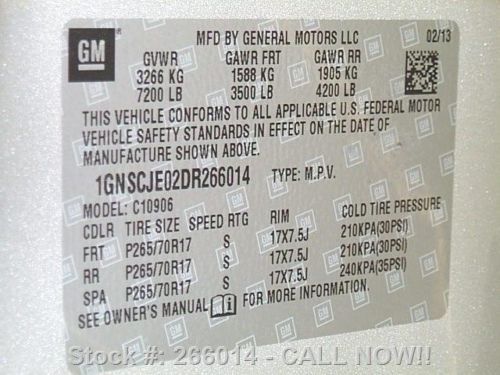 GM
MFD BY GENERAL MOTORS LLC 02/13
GVWR GAWR FRT GAWR RR
3266 KG 1588 KG 1905 KG
7200 LB 3500 LB 4200 LB
THIS VEHICLE CONFORMS TO ALL APPLICABLE U.S. FEDERAL MOTOR
VEHICLE SAFETY STANDARDS IN EFFECT ON THE DATE OF
MANUFACTURE SHOWN ABOVE.
1GNSCJE02DR266014 TYPE: M.P.V.
MODEL: C10906
CDLR TIRE SIZE SPEED RTG RIM COLD TIRE PRESSURE
FRT P265/70R17 S 17X7.5J 210KPA(30PSI)
RR P265/70R17 S 17X7.5J 210KPA(30PSI)
SPA P265/70R17 S 17X7.5J 240KPA(35PSI)
SEE OWNER'S MANUAL FOR MORE INFORMATION.
Stock #: 266014 - CALL NOW!!